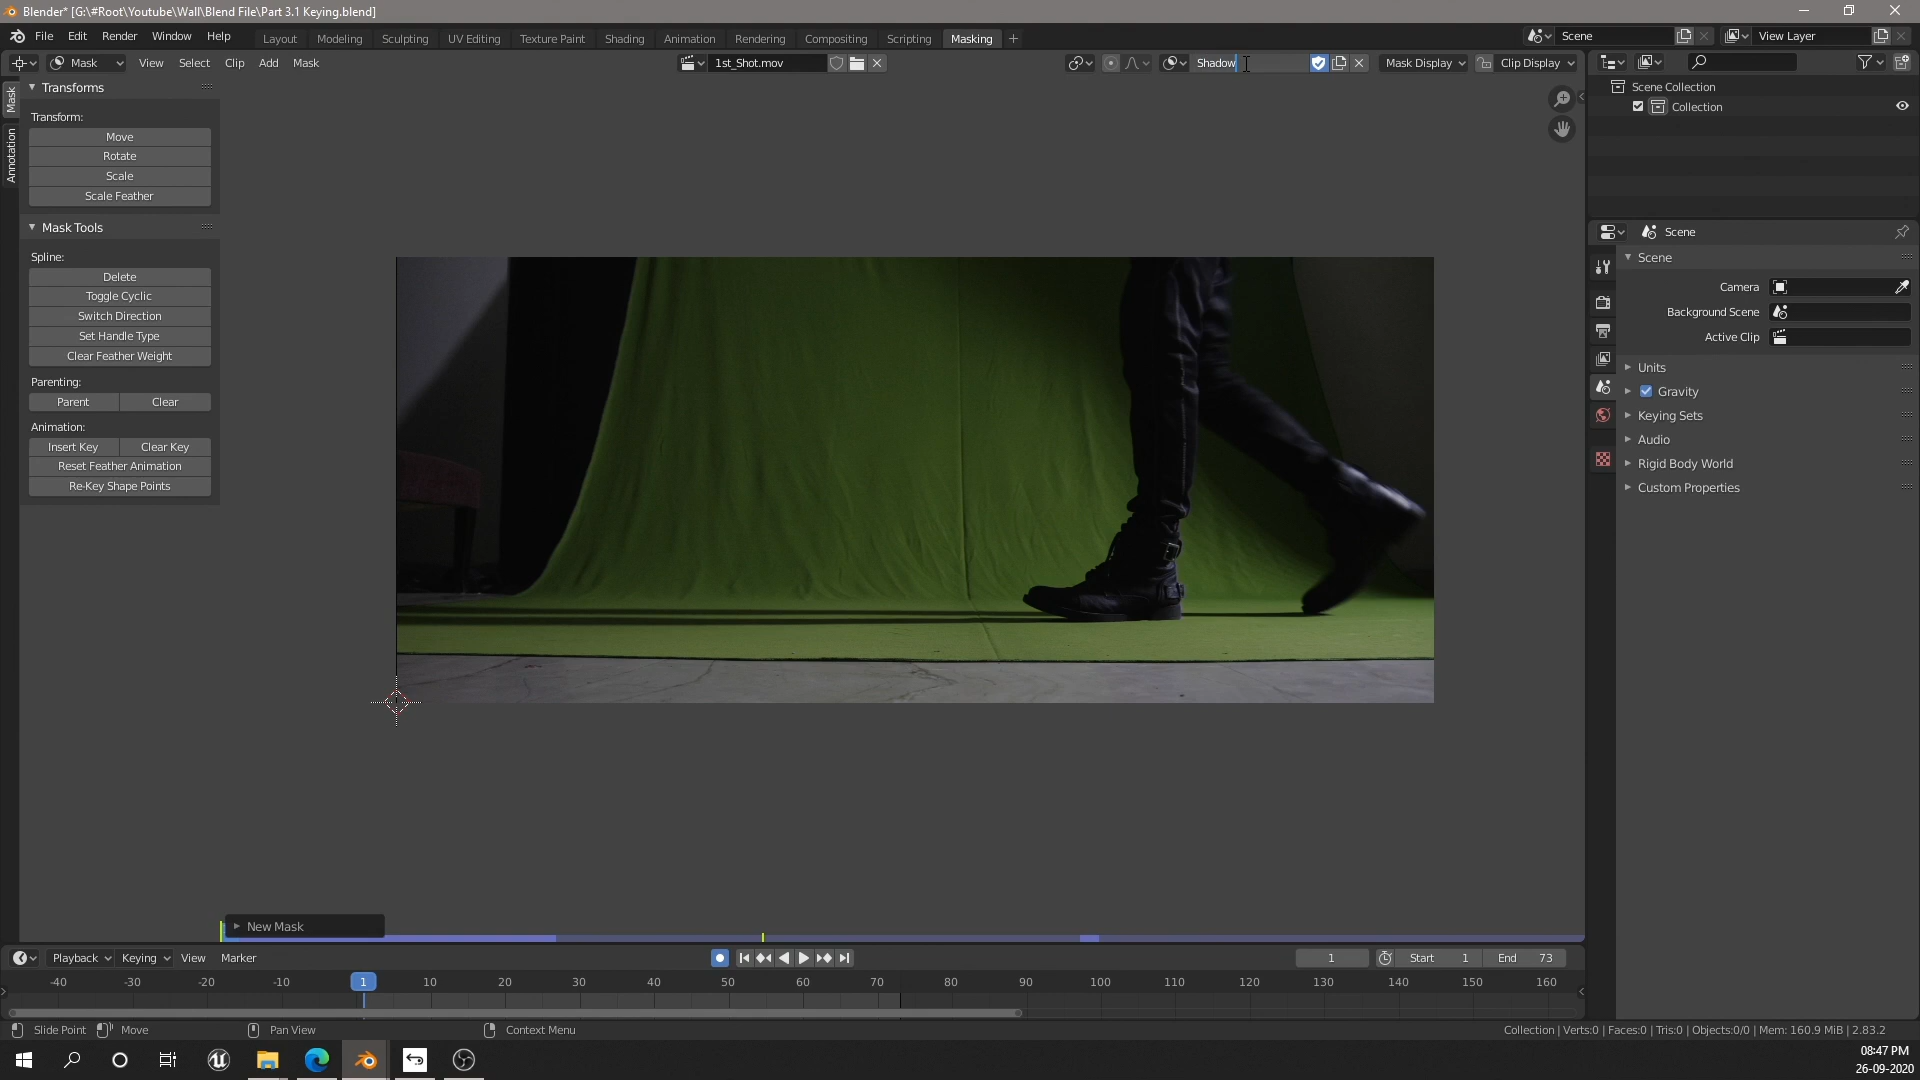 Blender* [G:\#Root\Youtube\Wall\Blend File\Part 3.1 Keying.blend]
File Edit Render Window Help
Layout Modeling Sculpting UV Editing Texture Paint Shading Animation Rendering Compositing Scripting Masking +
Scene View Layer
Mask View Select Clip Add Mask
1st_Shot.mov
Shadow
Mask Display Clip Display
Scene Collection
Collection
Mask
Annotation
Transforms
Transform:
Move
Rotate
Scale
Scale Feather
Mask Tools
Spline:
Delete
Toggle Cyclic
Switch Direction
Set Handle Type
Clear Feather Weight
Parenting:
Parent Clear
Animation:
Insert Key Clear Key
Reset Feather Animation
Re-Key Shape Points
Scene
Scene
Camera
Background Scene
Active Clip
Units
Gravity
Keying Sets
Audio
Rigid Body World
Custom Properties
New Mask
Playback Keying View Marker
1 Start 1 End 73
-40 -30 -20 -10 1 10 20 30 40 50 60 70 80 90 100 110 120 130 140 150 160
Slide Point Move Pan View Context Menu
Collection | Verts:0 | Faces:0 | Tris:0 | Objects:0/0 | Mem: 160.9 MiB | 2.83.2
08:47 PM
26-09-2020